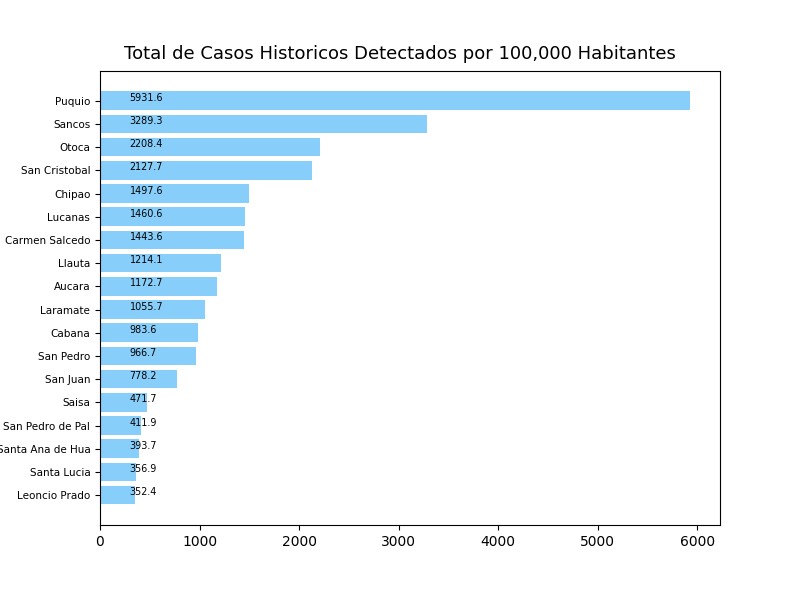 Total de Casos Historicos Detectados por 100,000 Habitantes
Puquio 5931.6
Sancos 3289.3
Otoca 2208.4
San Cristobal 2127.7
Chipao 1497.6
Lucanas 1460.6
Carmen Salcedo 1443.6
Llauta 1214.1
Aucara 1172.7
Laramate 1055.7
Cabana 983.6
San Pedro 966.7
San Juan 778.2
Saisa 471.7
San Pedro de Pal 411.9
Santa Ana de Hua 393.7
Santa Lucia 356.9
Leoncio Prado 352.4
0 1000 2000 3000 4000 5000 6000